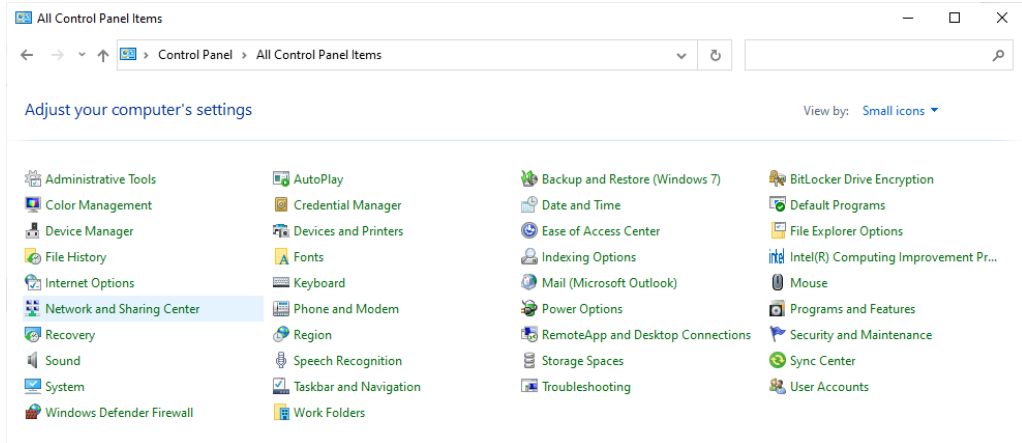 All Control Panel Items
Control Panel > All Control Panel Items
Adjust your computer's settings
View by: Small icons
Administrative Tools
AutoPlay
Backup and Restore (Windows 7)
BitLocker Drive Encryption
Color Management
Credential Manager
Date and Time
Default Programs
Device Manager
Devices and Printers
Ease of Access Center
File Explorer Options
File History
Fonts
Indexing Options
Intel(R) Computing Improvement Pr...
Internet Options
Keyboard
Mail (Microsoft Outlook)
Mouse
Network and Sharing Center
Phone and Modem
Power Options
Programs and Features
Recovery
Region
RemoteApp and Desktop Connections
Security and Maintenance
Sound
Speech Recognition
Storage Spaces
Sync Center
System
Taskbar and Navigation
Troubleshooting
User Accounts
Windows Defender Firewall
Work Folders